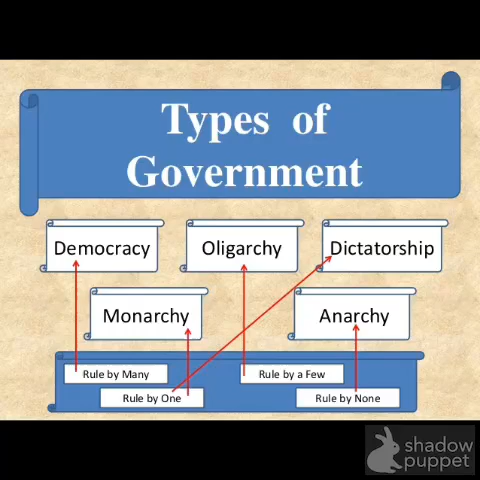 Types of
Government
Democracy
Oligarchy
Dictatorship
Monarchy
Anarchy
Rule by Many
Rule by a Few
Rule by One
Rule by None
shadow
puppet